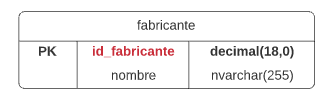 fabricante
PK id_fabricante decimal(18,0)
nombre nvarchar(255)